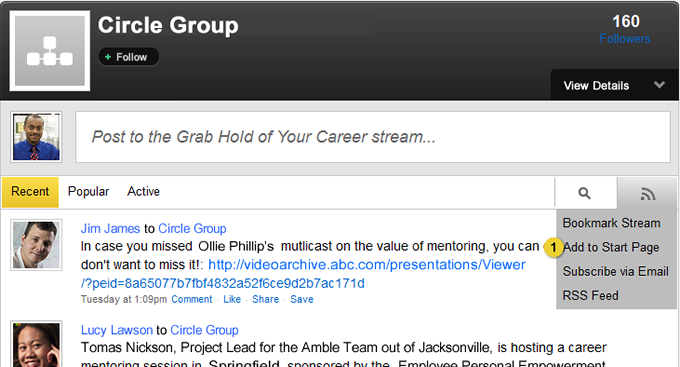 Circle Group
160
Followers
+ Follow
View Details
Post to the Grab Hold of Your Career stream...
Recent Popular Active
Bookmark Stream
1 Add to Start Page
Subscribe via Email
RSS Feed
Jim James to Circle Group
In case you missed Ollie Phillip's mutlicast on the value of mentoring, you can
don't want to miss it!: http://videoarchive.abc.com/presentations/Viewer
/?peid=8a65077b7fbf4832a52f6ce9d2b7ac171d
Tuesday at 1:09pm Comment · Like · Share · Save
Lucy Lawson to Circle Group
Tomas Nickson, Project Lead for the Amble Team out of Jacksonville, is hosting a career
mentoring session in Springfield, sponsored by the Employee Personal Empowerment